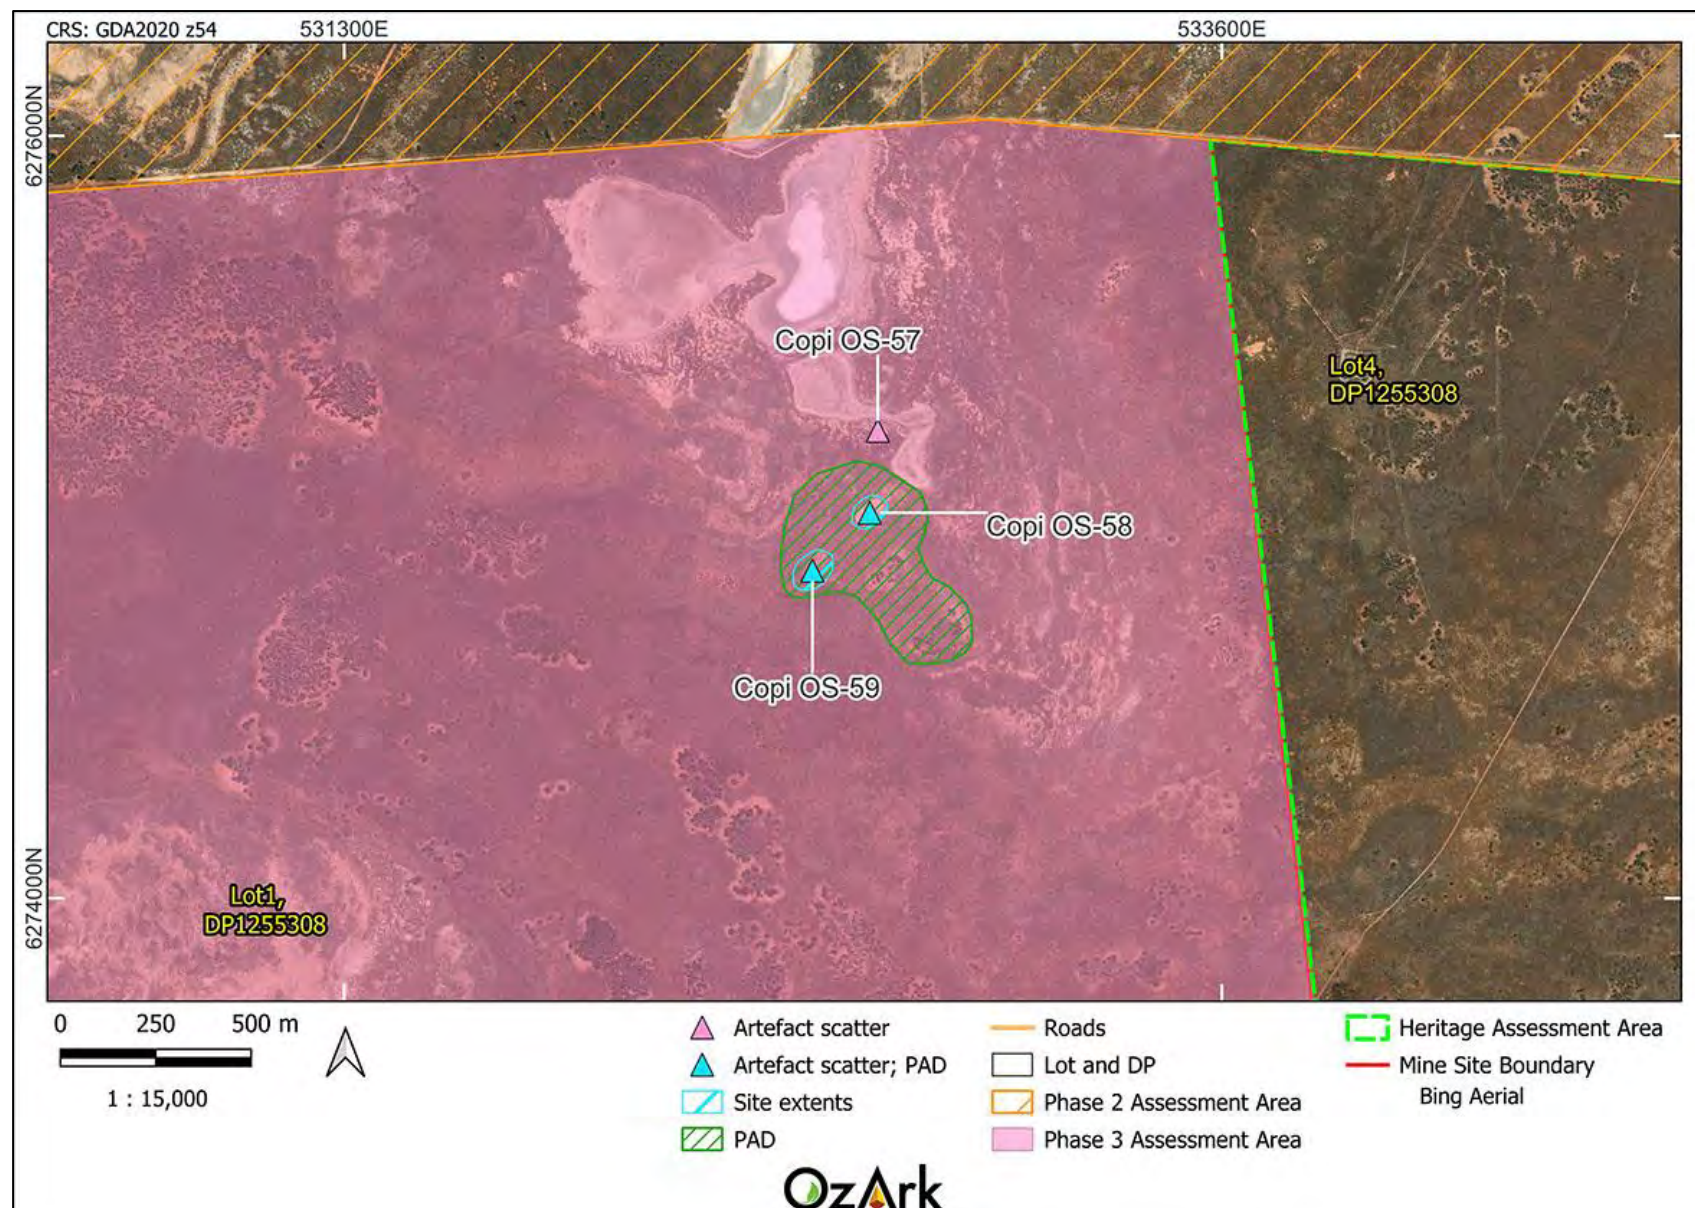 CRS: GDA2020 z54
531300E
533600E
6276000N
Copi OS-57
Lot4,
DP1255308
Copi OS-58
Copi OS-59
6274000N
Lot1,
DP1255308
0 250 500 m
1 : 15,000
Artefact scatter
Artefact scatter; PAD
Site extents
PAD
Roads
Lot and DP
Phase 2 Assessment Area
Phase 3 Assessment Area
Heritage Assessment Area
Mine Site Boundary
Bing Aerial
OzArk